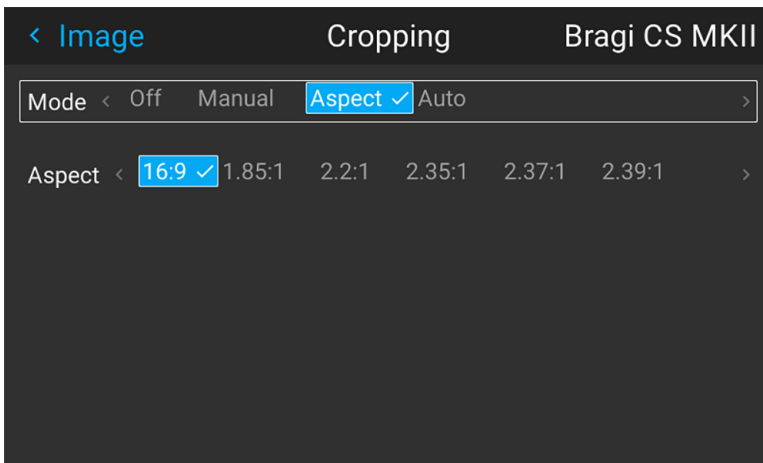 < Image Cropping Bragi CS MKII
Mode < Off Manual Aspect ✓ Auto >
Aspect < 16:9 ✓ 1.85:1 2.2:1 2.35:1 2.37:1 2.39:1 >